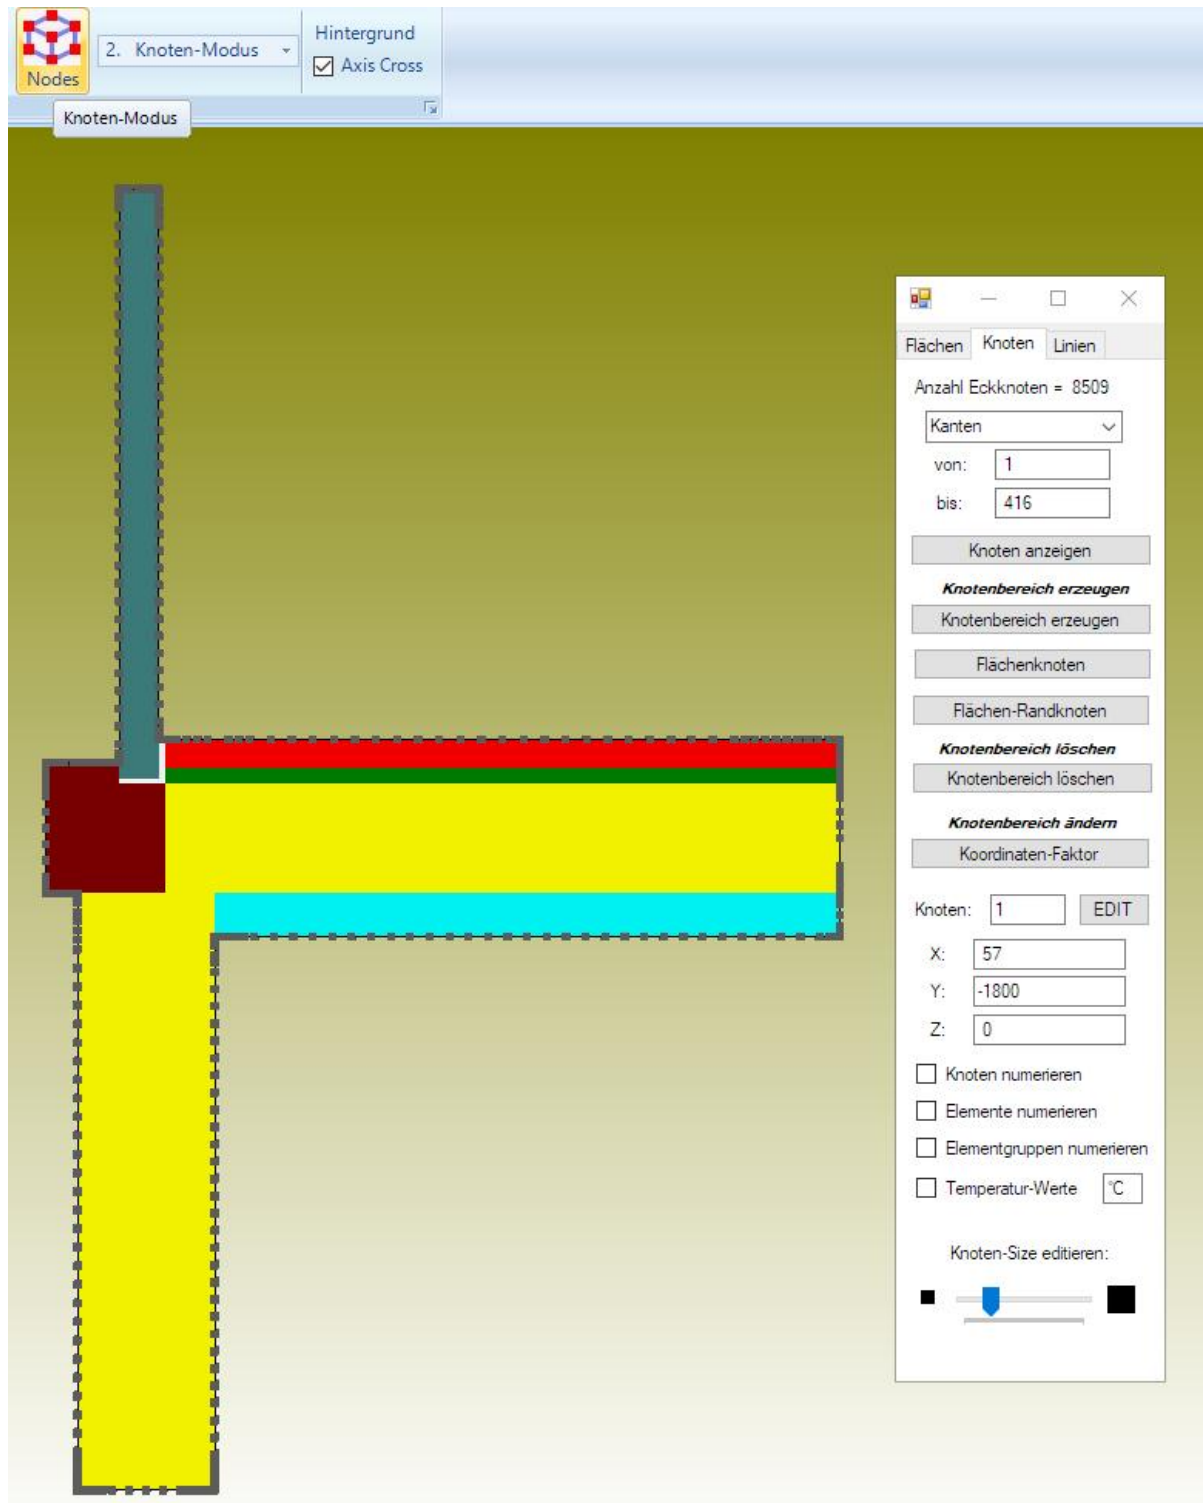 Hintergrund
2. Knoten-Modus
Axis Cross
Nodes
Knoten-Modus
Flächen Knoten Linien
Anzahl Eckknoten = 8509
Kanten
von: 1
bis: 416
Knoten anzeigen
Knotenbereich erzeugen
Knotenbereich erzeugen
Flächenknoten
Flächen-Randknoten
Knotenbereich löschen
Knotenbereich löschen
Knotenbereich ändern
Koordinaten-Faktor
Knoten: 1 EDIT
X: 57
Y: -1800
Z: 0
Knoten numerieren
Elemente numerieren
Elementgruppen numerieren
Temperatur-Werte °C
Knoten-Size editieren: